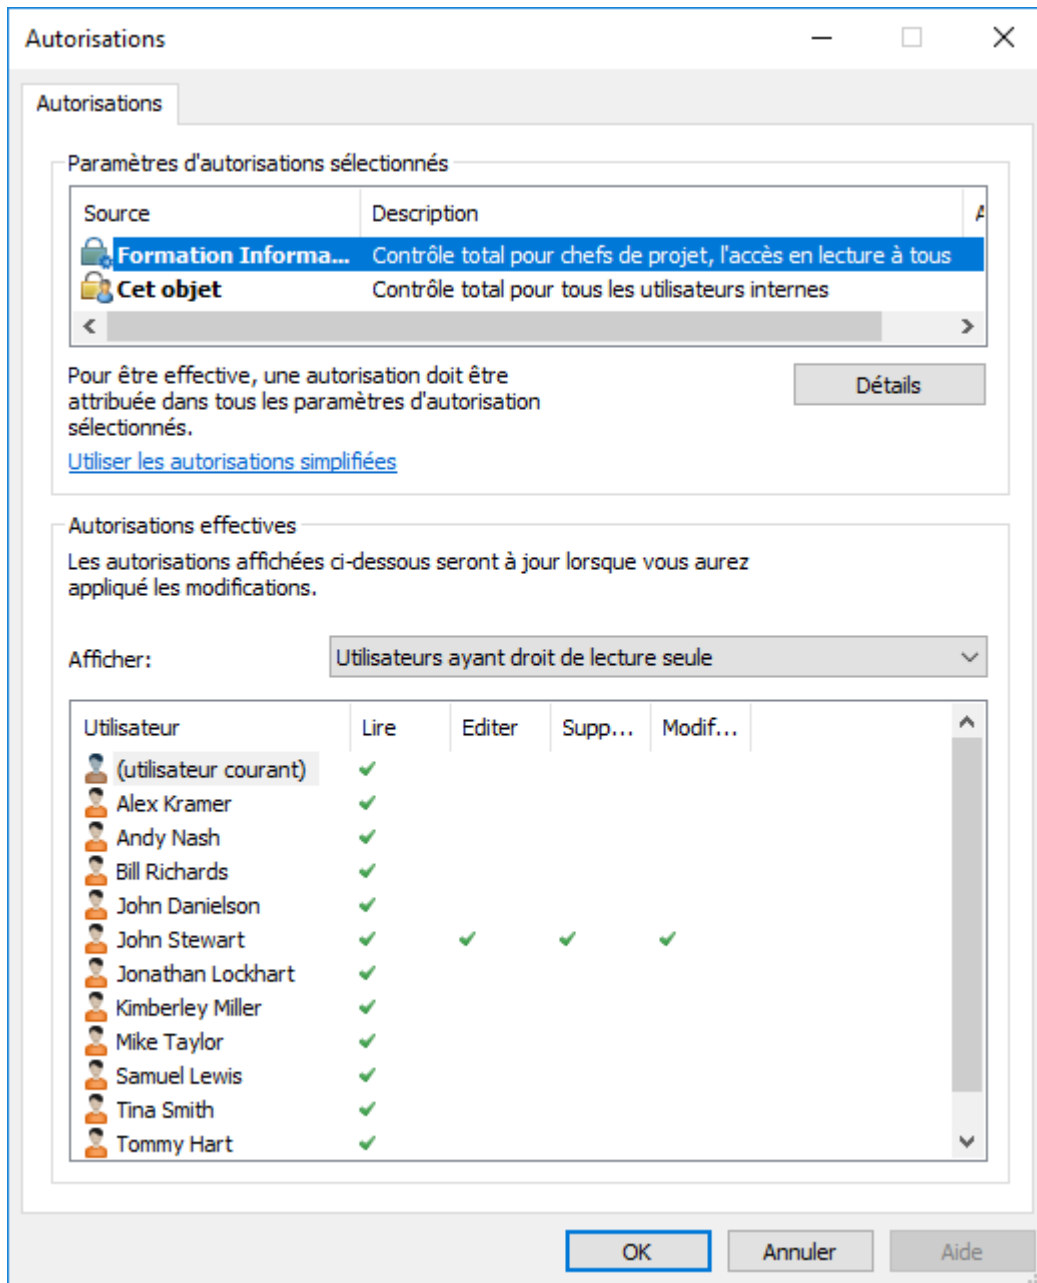 Autorisations
Autorisations
Paramètres d'autorisations sélectionnés
Source Description A
Formation Informa... Contrôle total pour chefs de projet, l'accès en lecture à tous
Cet objet Contrôle total pour tous les utilisateurs internes
Pour être effective, une autorisation doit être
attribuée dans tous les paramètres d'autorisation
sélectionnés.
Détails
Utiliser les autorisations simplifiées
Autorisations effectives
Les autorisations affichées ci-dessous seront à jour lorsque vous aurez
appliqué les modifications.
Afficher: Utilisateurs ayant droit de lecture seule
Utilisateur Lire Editer Supp... Modif...
(utilisateur courant)
Alex Kramer
Andy Nash
Bill Richards
John Danielson
John Stewart
Jonathan Lockhart
Kimberley Miller
Mike Taylor
Samuel Lewis
Tina Smith
Tommy Hart
OK Annuler Aide